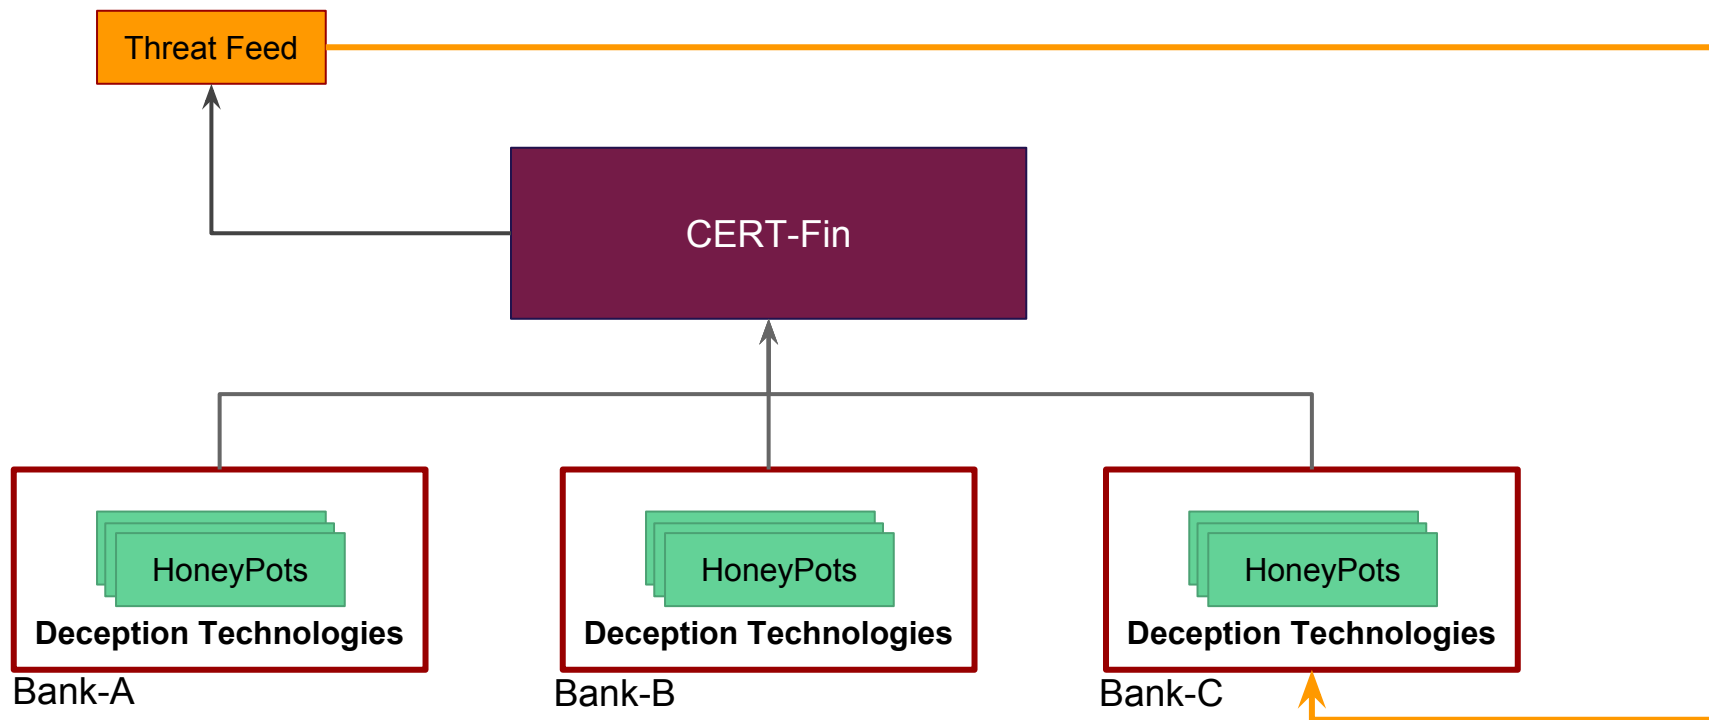 Threat Feed
CERT-Fin
HoneyPots
Deception Technologies
Bank-A
HoneyPots
Deception Technologies
Bank-B
HoneyPots
Deception Technologies
Bank-C